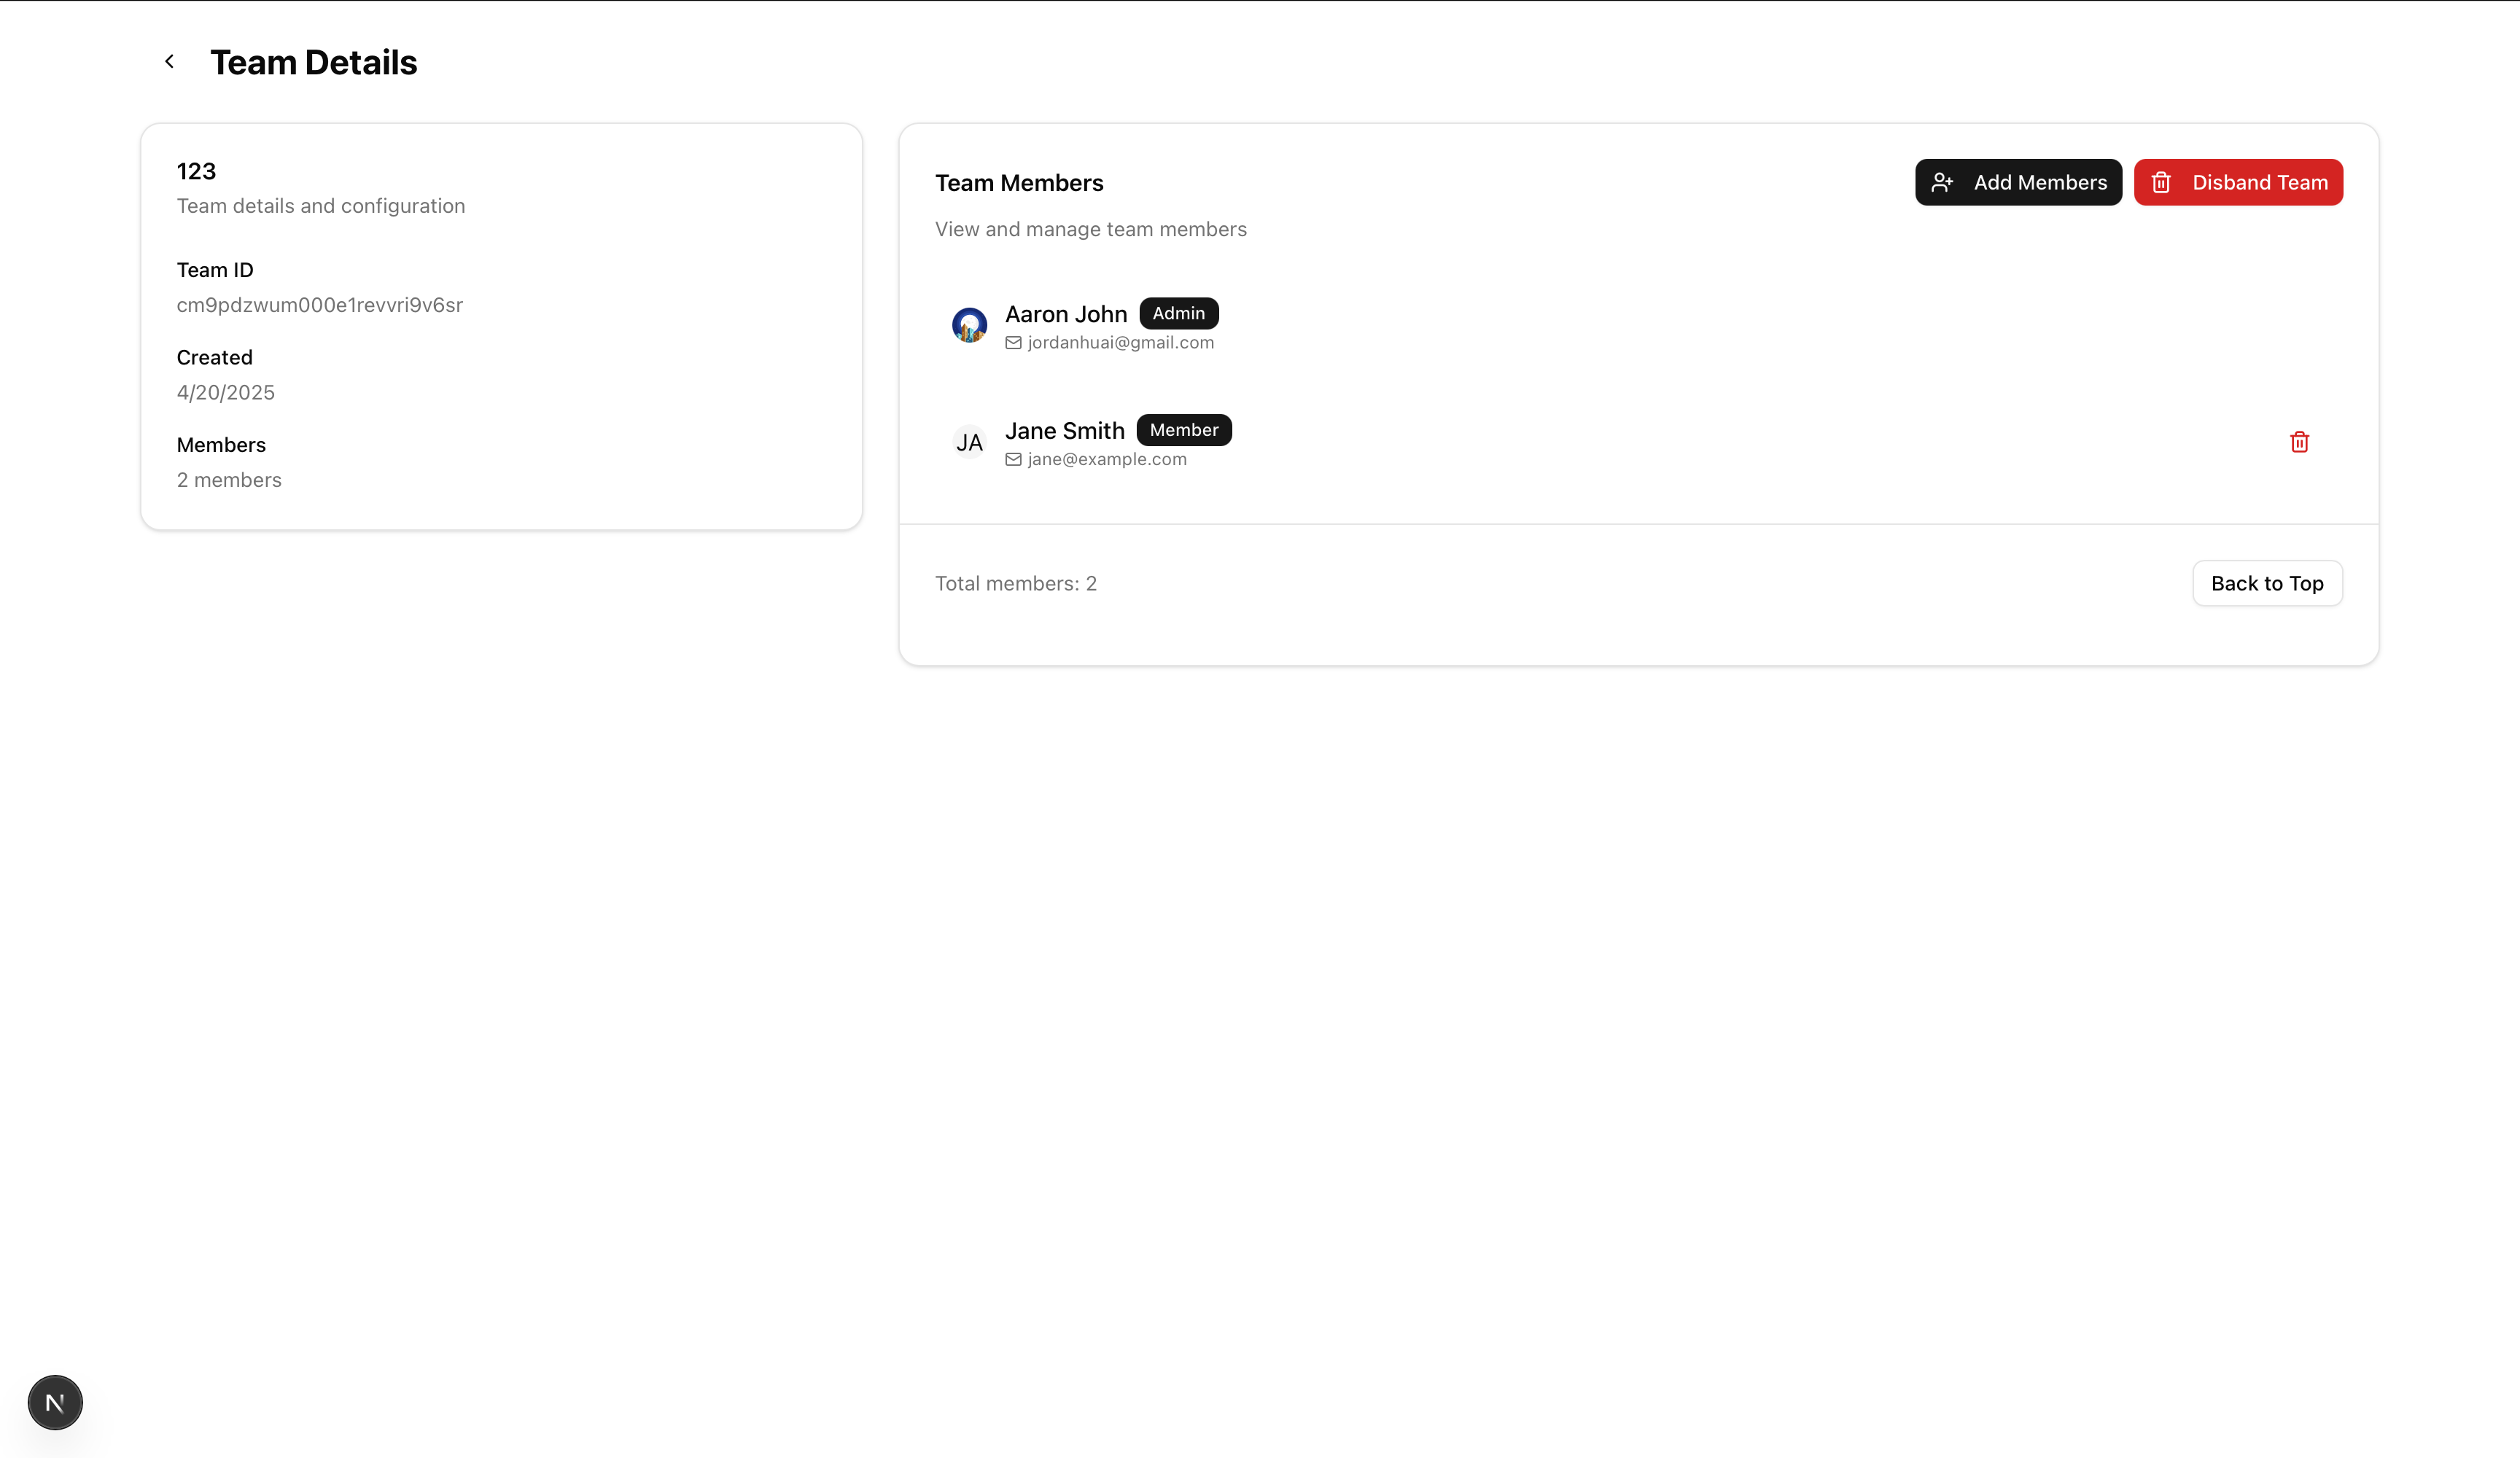 Team Details
123
Team details and configuration
Team ID
cm9pdzwum000e1revvri9v6sr
Created
4/20/2025
Members
2 members
Team Members
Add Members
Disband Team
View and manage team members
Aaron John
Admin
jordanhuai@gmail.com
JA
Jane Smith
Member
jane@example.com
Total members: 2
Back to Top
N